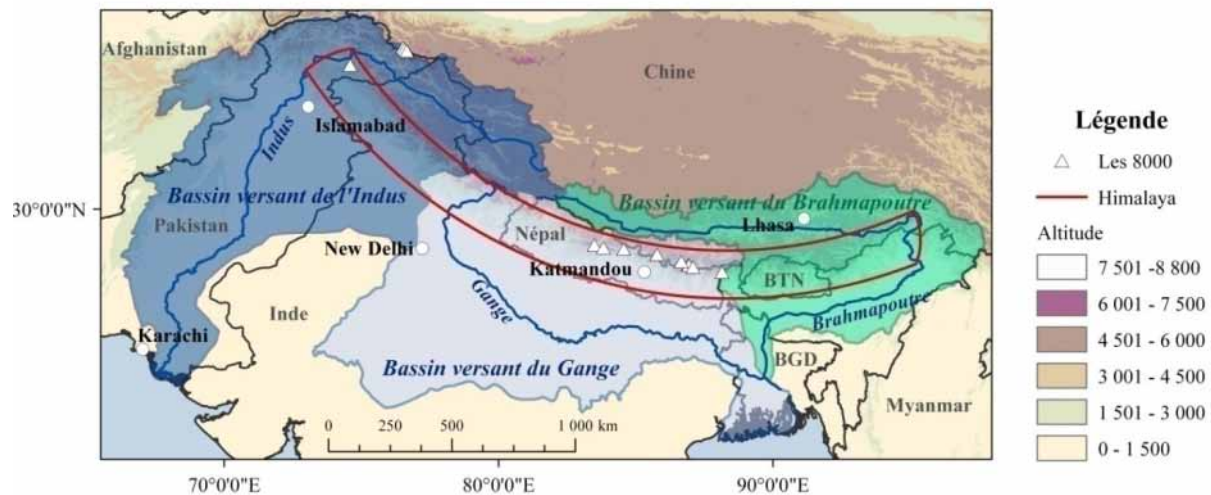 Afghanistan
Chine
Islamabad
Indus
Bassin versant de l'Indus
Pakistan
New Delhi
Karachi
Inde
Népal
Katmandou
Gange
Bassin versant du Gange
Bassin versant du Brahmapoutre
Lhasa
BTN
Brahmapoutre
BGD
Myanmar
30°0'0"N
0 250 500 1 000 km
70°0'0"E 80°0'0"E 90°0'0"E
Légende
Les 8000
Himalaya
Altitude
7 501 -8 800
6 001 - 7 500
4 501 - 6 000
3 001 - 4 500
1 501 - 3 000
0 - 1 500